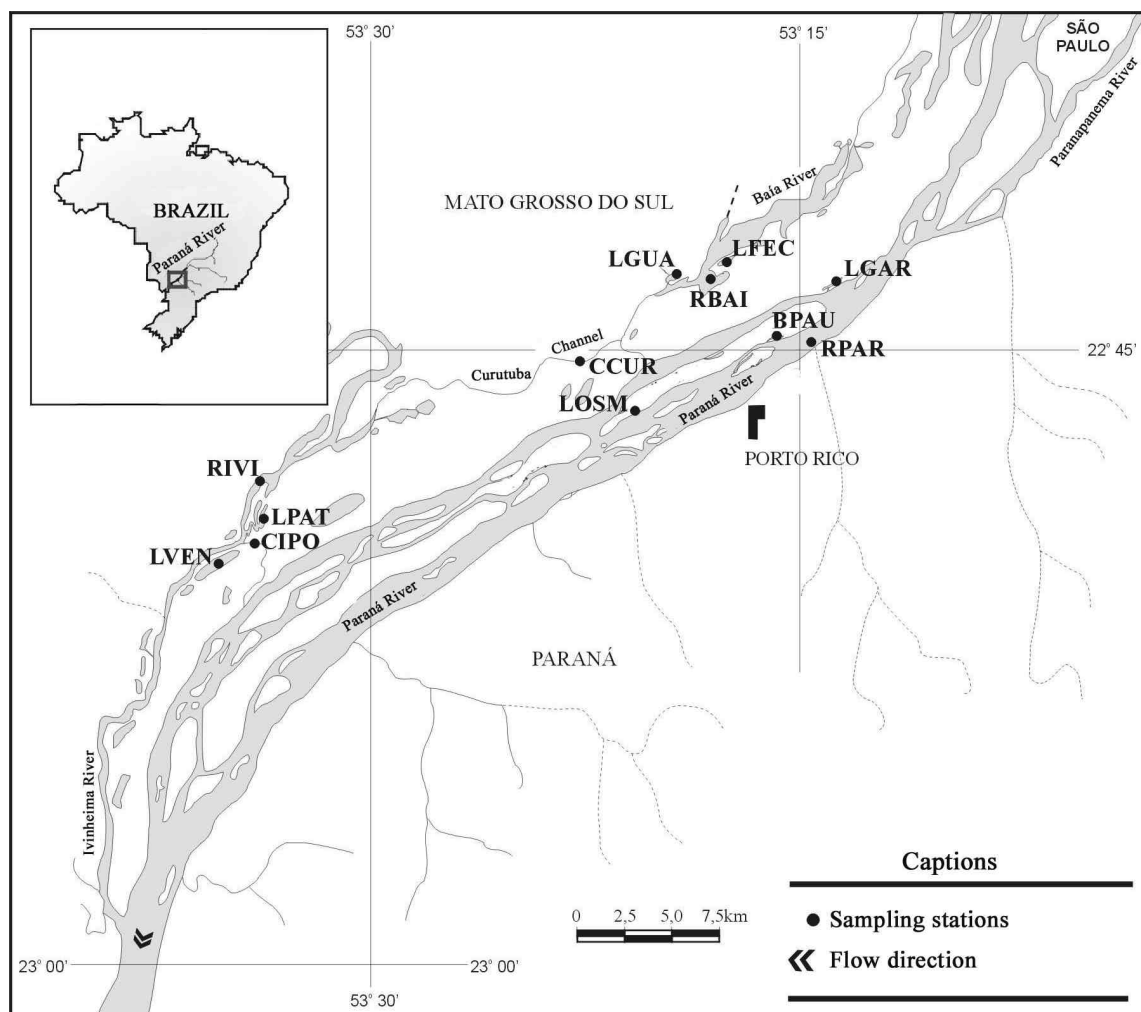 53° 30'
53° 15'
SÃO
PAULO
Paranapanema River
Baía River
MATO GROSSO DO SUL
BRAZIL
Paraná River
LGUA
LFEC
RBAI
LGAR
BPAU
RPAR
Channel
22° 45'
Curutuba
CCUR
LOSM
Paraná River
PORTO RICO
RIVI
LPAT
CIPO
LVEN
Paraná River
PARANÁ
Ivinheima River
Captions
0 2,5 5,0 7,5km
Sampling stations
Flow direction
23° 00'
23° 00'
53° 30'